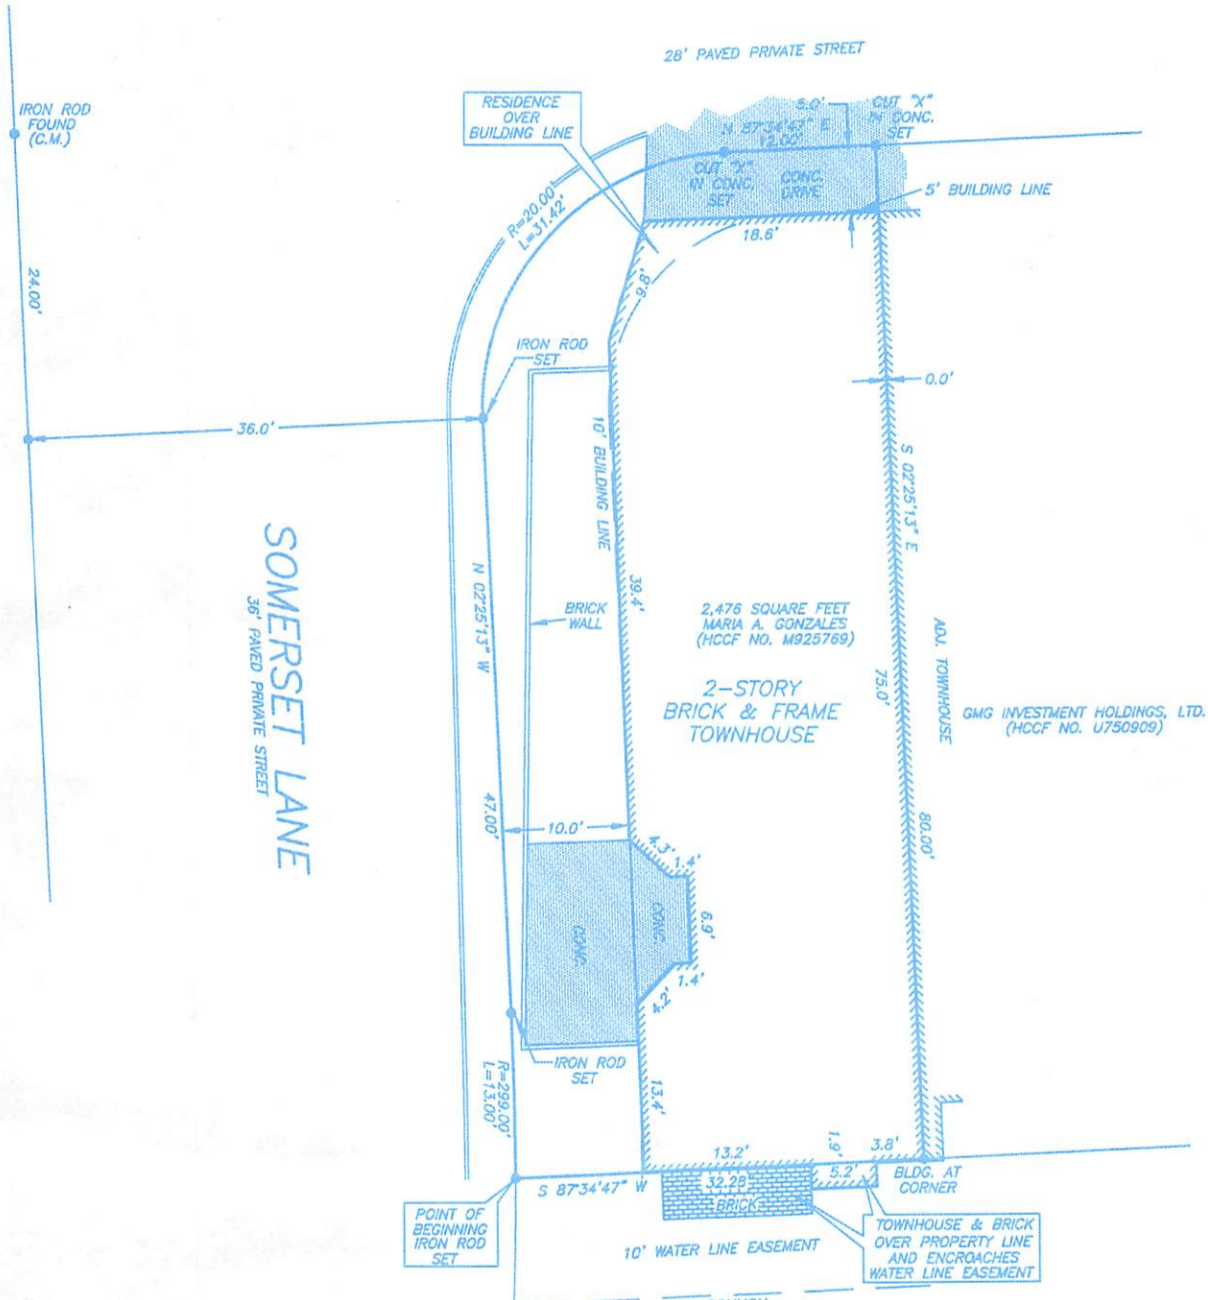 28' PAVED PRIVATE STREET
IRON ROD
FOUND
(C.M.)
RESIDENCE
OVER
BUILDING LINE
5.0'
CUT "X"
IN CONC.
SET
N 87°34'47" E
12.00'
CUT "X"
IN CONC.
SET
CONC.
DRIVE
5' BUILDING LINE
R=20.00'
L=31.42'
18.6'
9.8'
24.00'
IRON ROD
SET
0.0'
36.0'
10' BUILDING LINE
S 02°25'13" E
SOMERSET LANE
36' PAVED PRIVATE STREET
N 02°25'13" W
47.00'
BRICK
WALL
39.4'
2,476 SQUARE FEET
MARIA A. GONZALES
(HCCF NO. M925769)
2-STORY
BRICK & FRAME
TOWNHOUSE
75.0'
ADJ. TOWNHOUSE
GMG INVESTMENT HOLDINGS, LTD.
(HCCF NO. U750909)
80.00'
10.0'
4.3'
1.4'
6.9'
CONC.
CONC.
1.4'
4.2'
IRON ROD
SET
R=299.00'
L=13.00'
13.4'
13.2'
1.9'
3.8'
5.2'
BLDG. AT
CORNER
S 87°34'47" W
32.28
BRICK
POINT OF
BEGINNING
IRON ROD
SET
10' WATER LINE EASEMENT
TOWNHOUSE & BRICK
OVER PROPERTY LINE
AND ENCROACHES
WATER LINE EASEMENT